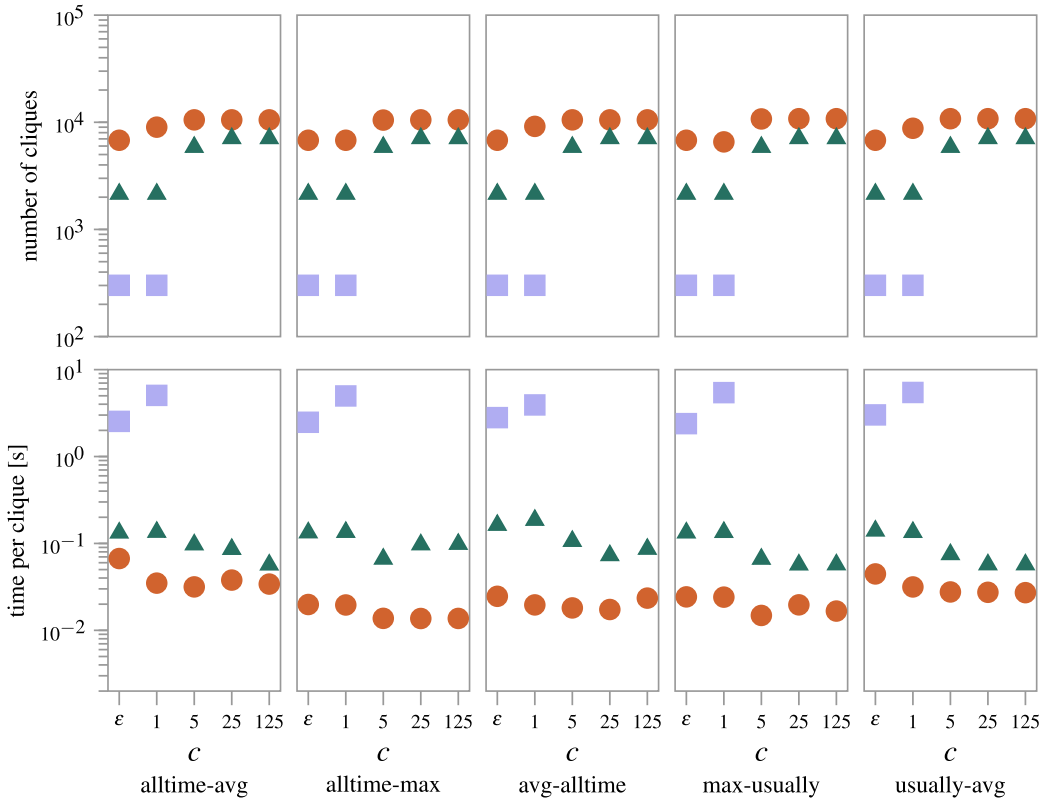 10^5
10^4
10^3
10^2
number of cliques
10^1
10^0
10^−1
10^−2
time per clique [s]
ε 1 5 25 125 ε 1 5 25 125 ε 1 5 25 125 ε 1 5 25 125 ε 1 5 25 125
c c c c c
alltime-avg alltime-max avg-alltime max-usually usually-avg